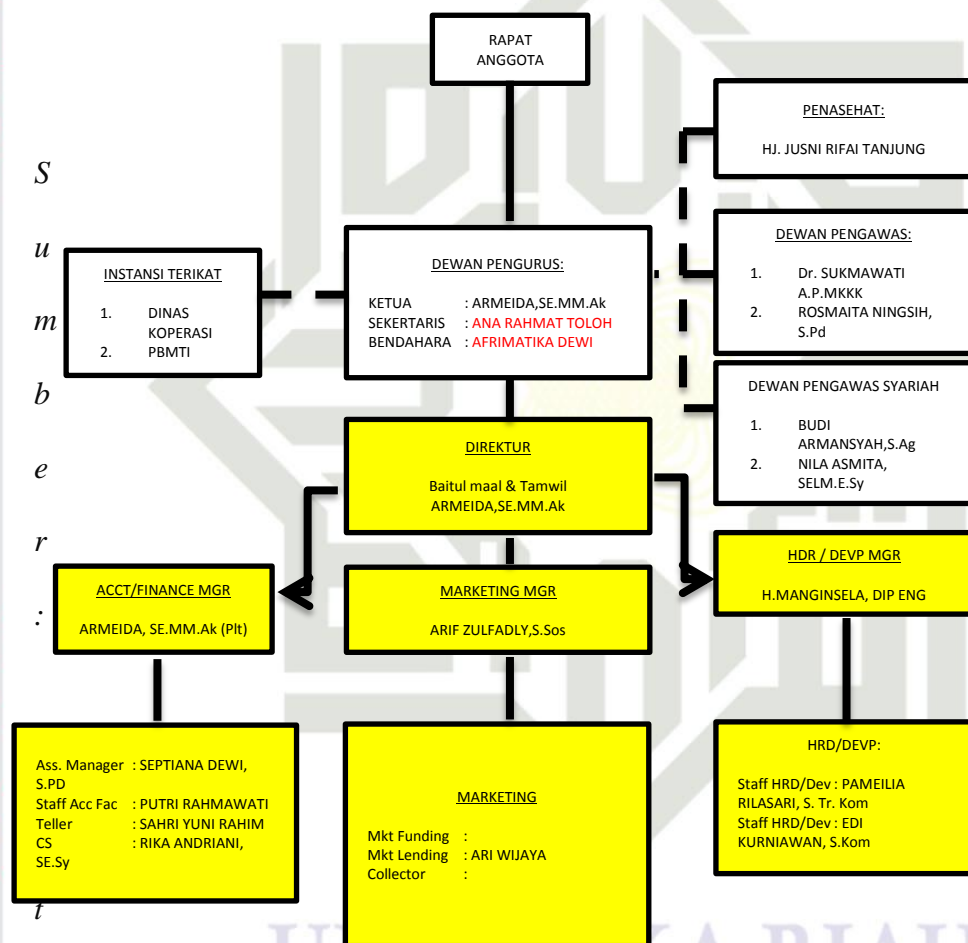 RAPAT
ANGGOTA
PENASEHAT:
HJ. JUSNI RIFAI TANJUNG
S
u
m
b
e
r
:
t
INSTANSI TERIKAT
1. DINAS
KOPERASI
2. PBMTI
DEWAN PENGURUS:
KETUA : ARMEIDA,SE.MM.Ak
SEKERTARIS : ANA RAHMAT TOLOH
BENDAHARA : AFRIMATIKA DEWI
DEWAN PENGAWAS:
1. Dr. SUKMAWATI
A.P.MKKK
2. ROSMAITA NINGSIH,
S.Pd
DEWAN PENGAWAS SYARIAH
1. BUDI
ARMANSYAH,S.Ag
2. NILA ASMITA,
SELM.E.Sy
DIREKTUR
Baitul maal & Tamwil
ARMEIDA,SE.MM.Ak
ACCT/FINANCE MGR
ARMEIDA, SE.MM.Ak (Plt)
MARKETING MGR
ARIF ZULFADLY,S.Sos
HDR / DEVP MGR
H.MANGINSELA, DIP ENG
Ass. Manager : SEPTIANA DEWI,
S.PD
Staff Acc Fac : PUTRI RAHMAWATI
Teller : SAHRI YUNI RAHIM
CS : RIKA ANDRIANI,
SE.Sy
MARKETING
Mkt Funding :
Mkt Lending : ARI WIJAYA
Collector :
HRD/DEVP:
Staff HRD/Dev : PAMEILIA
RILASARI, S. Tr. Kom
Staff HRD/Dev : EDI
KURNIAWAN, S.Kom